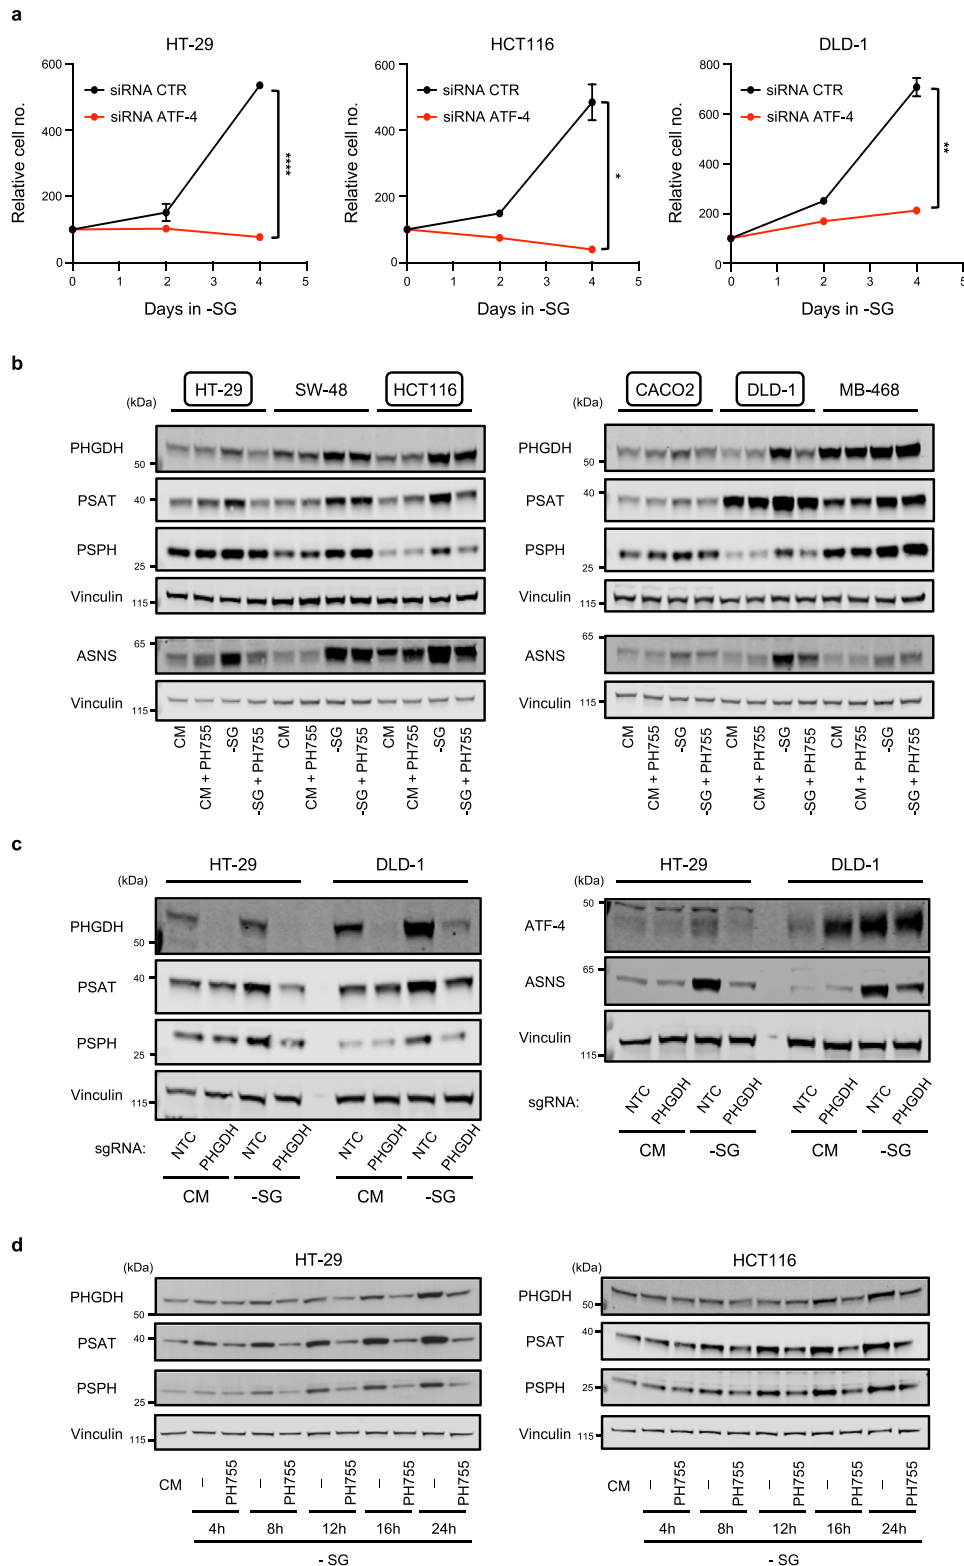 a
HT-29
HCT116
DLD-1
Relative cell no.
600
400
200
0
siRNA CTR
siRNA ATF-4
****
0 1 2 3 4 5
Days in -SG
Relative cell no.
600
400
200
0
siRNA CTR
siRNA ATF-4
*
0 1 2 3 4 5
Days in -SG
Relative cell no.
800
600
400
200
0
siRNA CTR
siRNA ATF-4
**
0 1 2 3 4 5
Days in -SG
b
(kDa)
HT-29 SW-48 HCT116
PHGDH 50
PSAT 40
PSPH 25
Vinculin 115
ASNS 65
Vinculin 115
CM
CM + PH755
-SG
-SG + PH755
CM
CM + PH755
-SG
-SG + PH755
CM
CM + PH755
-SG
-SG + PH755
(kDa)
CACO2 DLD-1 MB-468
PHGDH 50
PSAT 40
PSPH 25
Vinculin 115
ASNS 65
Vinculin 115
CM
CM + PH755
-SG
-SG + PH755
CM
CM + PH755
-SG
-SG + PH755
CM
CM + PH755
-SG
-SG + PH755
c
HT-29 DLD-1
(kDa)
PHGDH 50
PSAT 40
PSPH 25
Vinculin 115
sgRNA: NTC PHGDH NTC PHGDH NTC PHGDH NTC PHGDH
CM -SG CM -SG
HT-29 DLD-1
(kDa)
ATF-4 50
ASNS 65
Vinculin 115
sgRNA: NTC PHGDH NTC PHGDH NTC PHGDH NTC PHGDH
CM -SG CM -SG
d
HT-29
(kDa)
PHGDH 50
PSAT 40
PSPH 25
Vinculin 115
CM – PH755 – PH755 – PH755 – PH755 – PH755
4h 8h 12h 16h 24h
- SG
HCT116
(kDa)
PHGDH 50
PSAT 40
PSPH 25
Vinculin 115
CM – PH755 – PH755 – PH755 – PH755 – PH755
4h 8h 12h 16h 24h
- SG